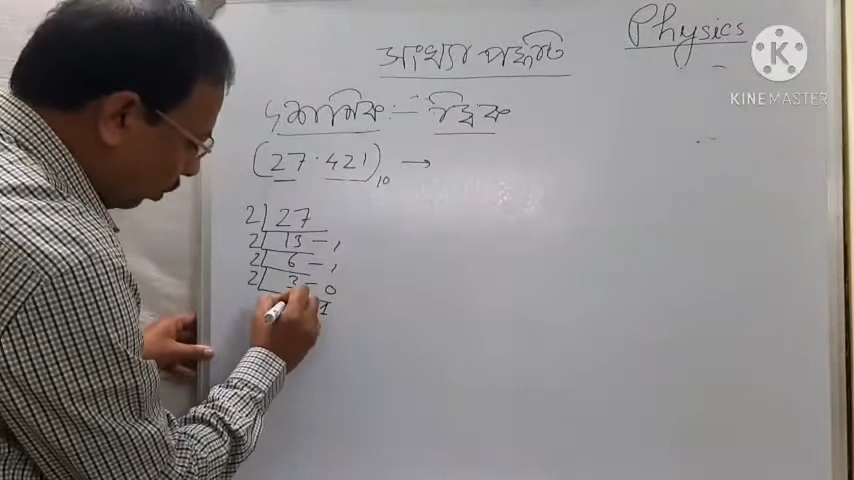 Physics
সংখ্যা পদ্ধতি
KINEMASTER
দশমিক :— দ্বিক
(27.421)₁₀ →
2 27
2 13 — 1
2 6 — 1
2 3 — 0
1